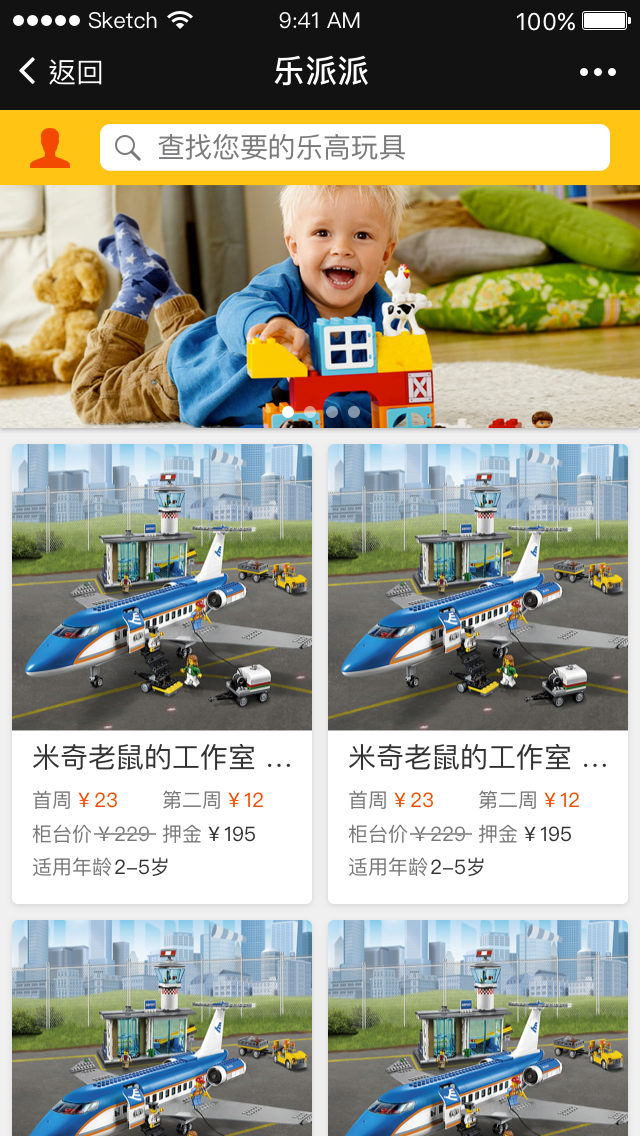 Sketch 9:41 AM 100%
返回 乐派派
查找您要的乐高玩具
米奇老鼠的工作室 … 米奇老鼠的工作室 …
首周 ¥23 第二周 ¥12 首周 ¥23 第二周 ¥12
柜台价 ¥229 押金 ¥195 柜台价 ¥229 押金 ¥195
适用年龄 2–5岁 适用年龄 2–5岁